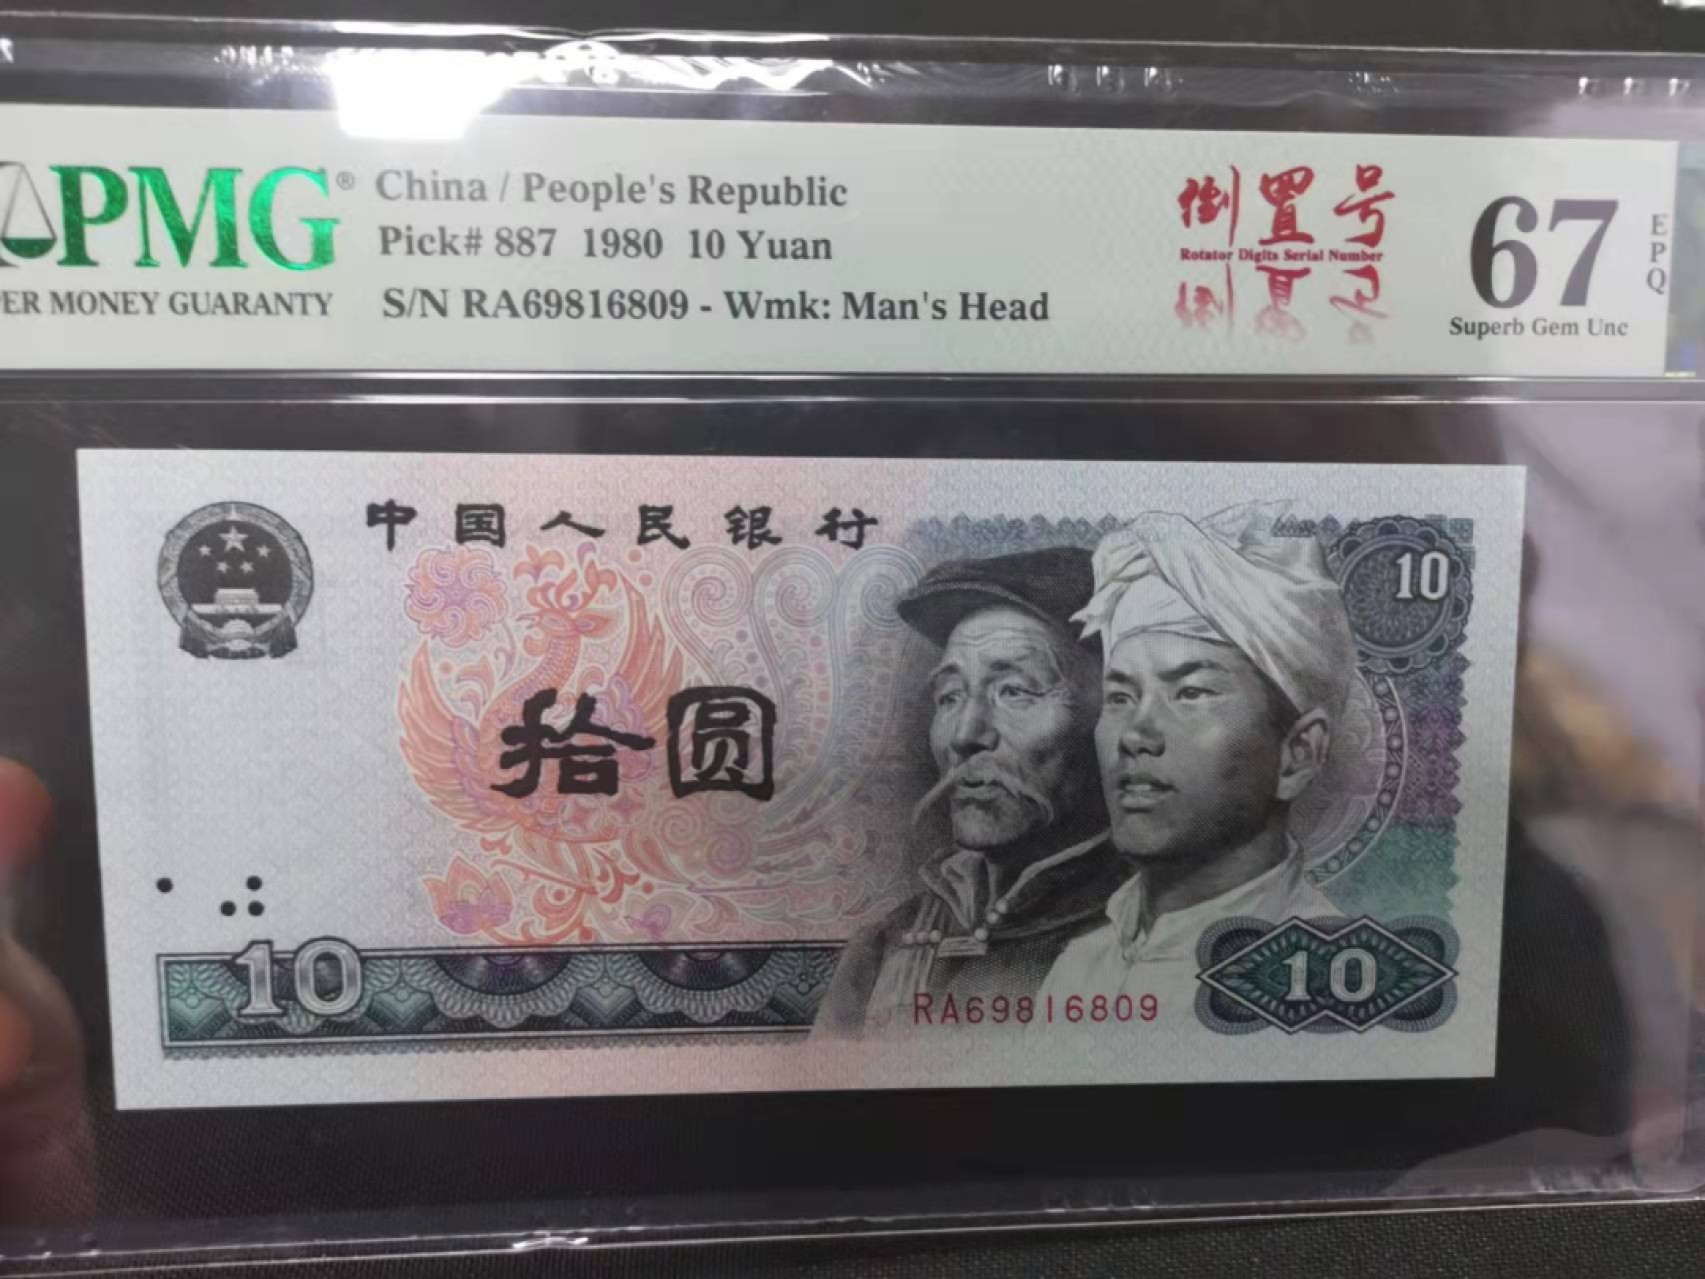 PMG®
China / People's Republic
Pick# 887 1980 10 Yuan
ER MONEY GUARANTY
S/N RA69816809 - Wmk: Man's Head
倒置号
Rotator Digits Serial Number
67
EPQ
Superb Gem Unc
中国人民银行
10
拾圆
10
RA69816809
10